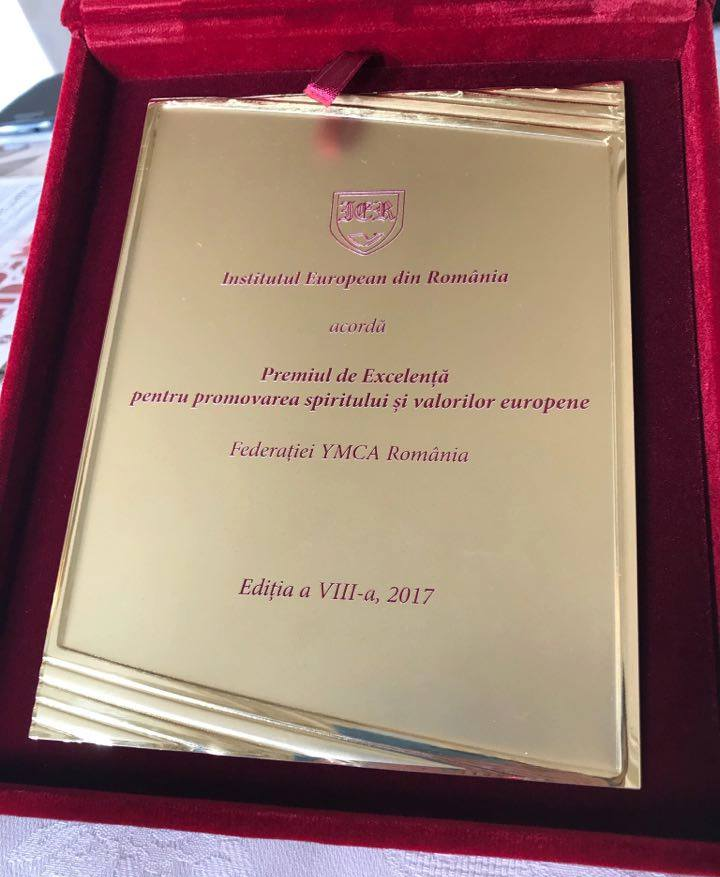 IER
Institutul European din România
acordă
Premiul de Excelență
pentru promovarea spiritului și valorilor europene
Federației YMCA România
Ediția a VIII-a, 2017